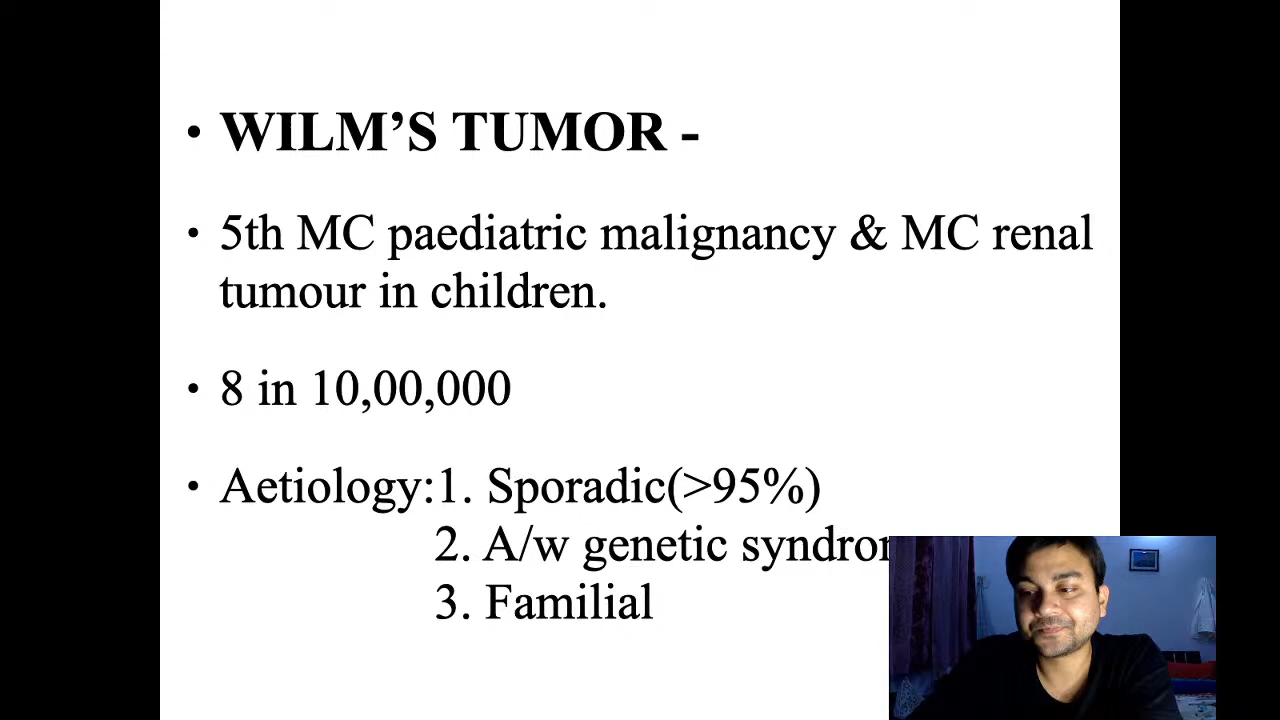 • WILM’S TUMOR -
• 5th MC paediatric malignancy & MC renal
tumour in children.
• 8 in 10,00,000
• Aetiology:1. Sporadic(>95%)
2. A/w genetic
3. Familial